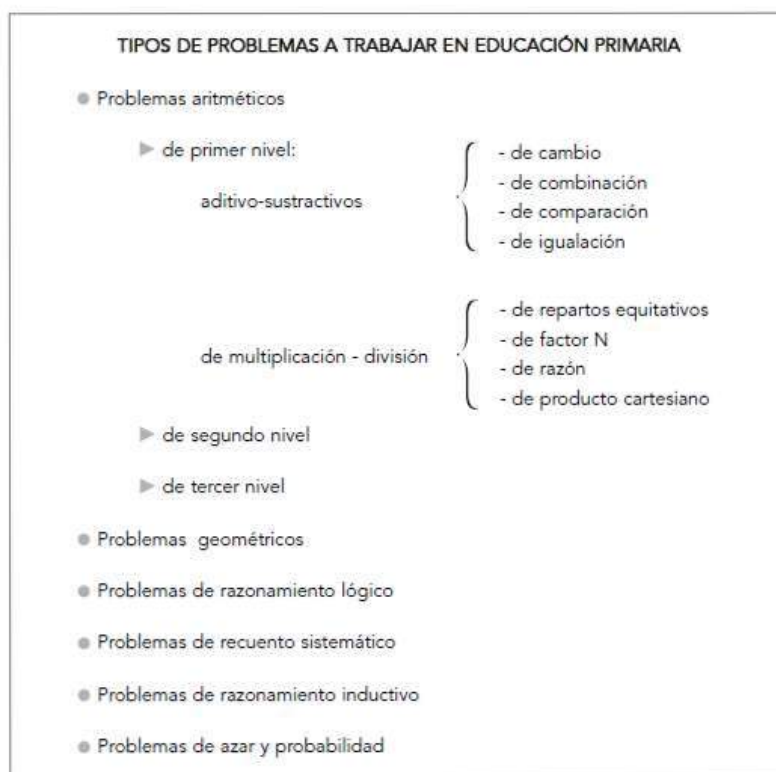 TIPOS DE PROBLEMAS A TRABAJAR EN EDUCACIÓN PRIMARIA
Problemas aritméticos
de primer nivel:
aditivo-sustractivos
- de cambio
- de combinación
- de comparación
- de igualación
de multiplicación - división
- de repartos equitativos
- de factor N
- de razón
- de producto cartesiano
de segundo nivel
de tercer nivel
Problemas geométricos
Problemas de razonamiento lógico
Problemas de recuento sistemático
Problemas de razonamiento inductivo
Problemas de azar y probabilidad